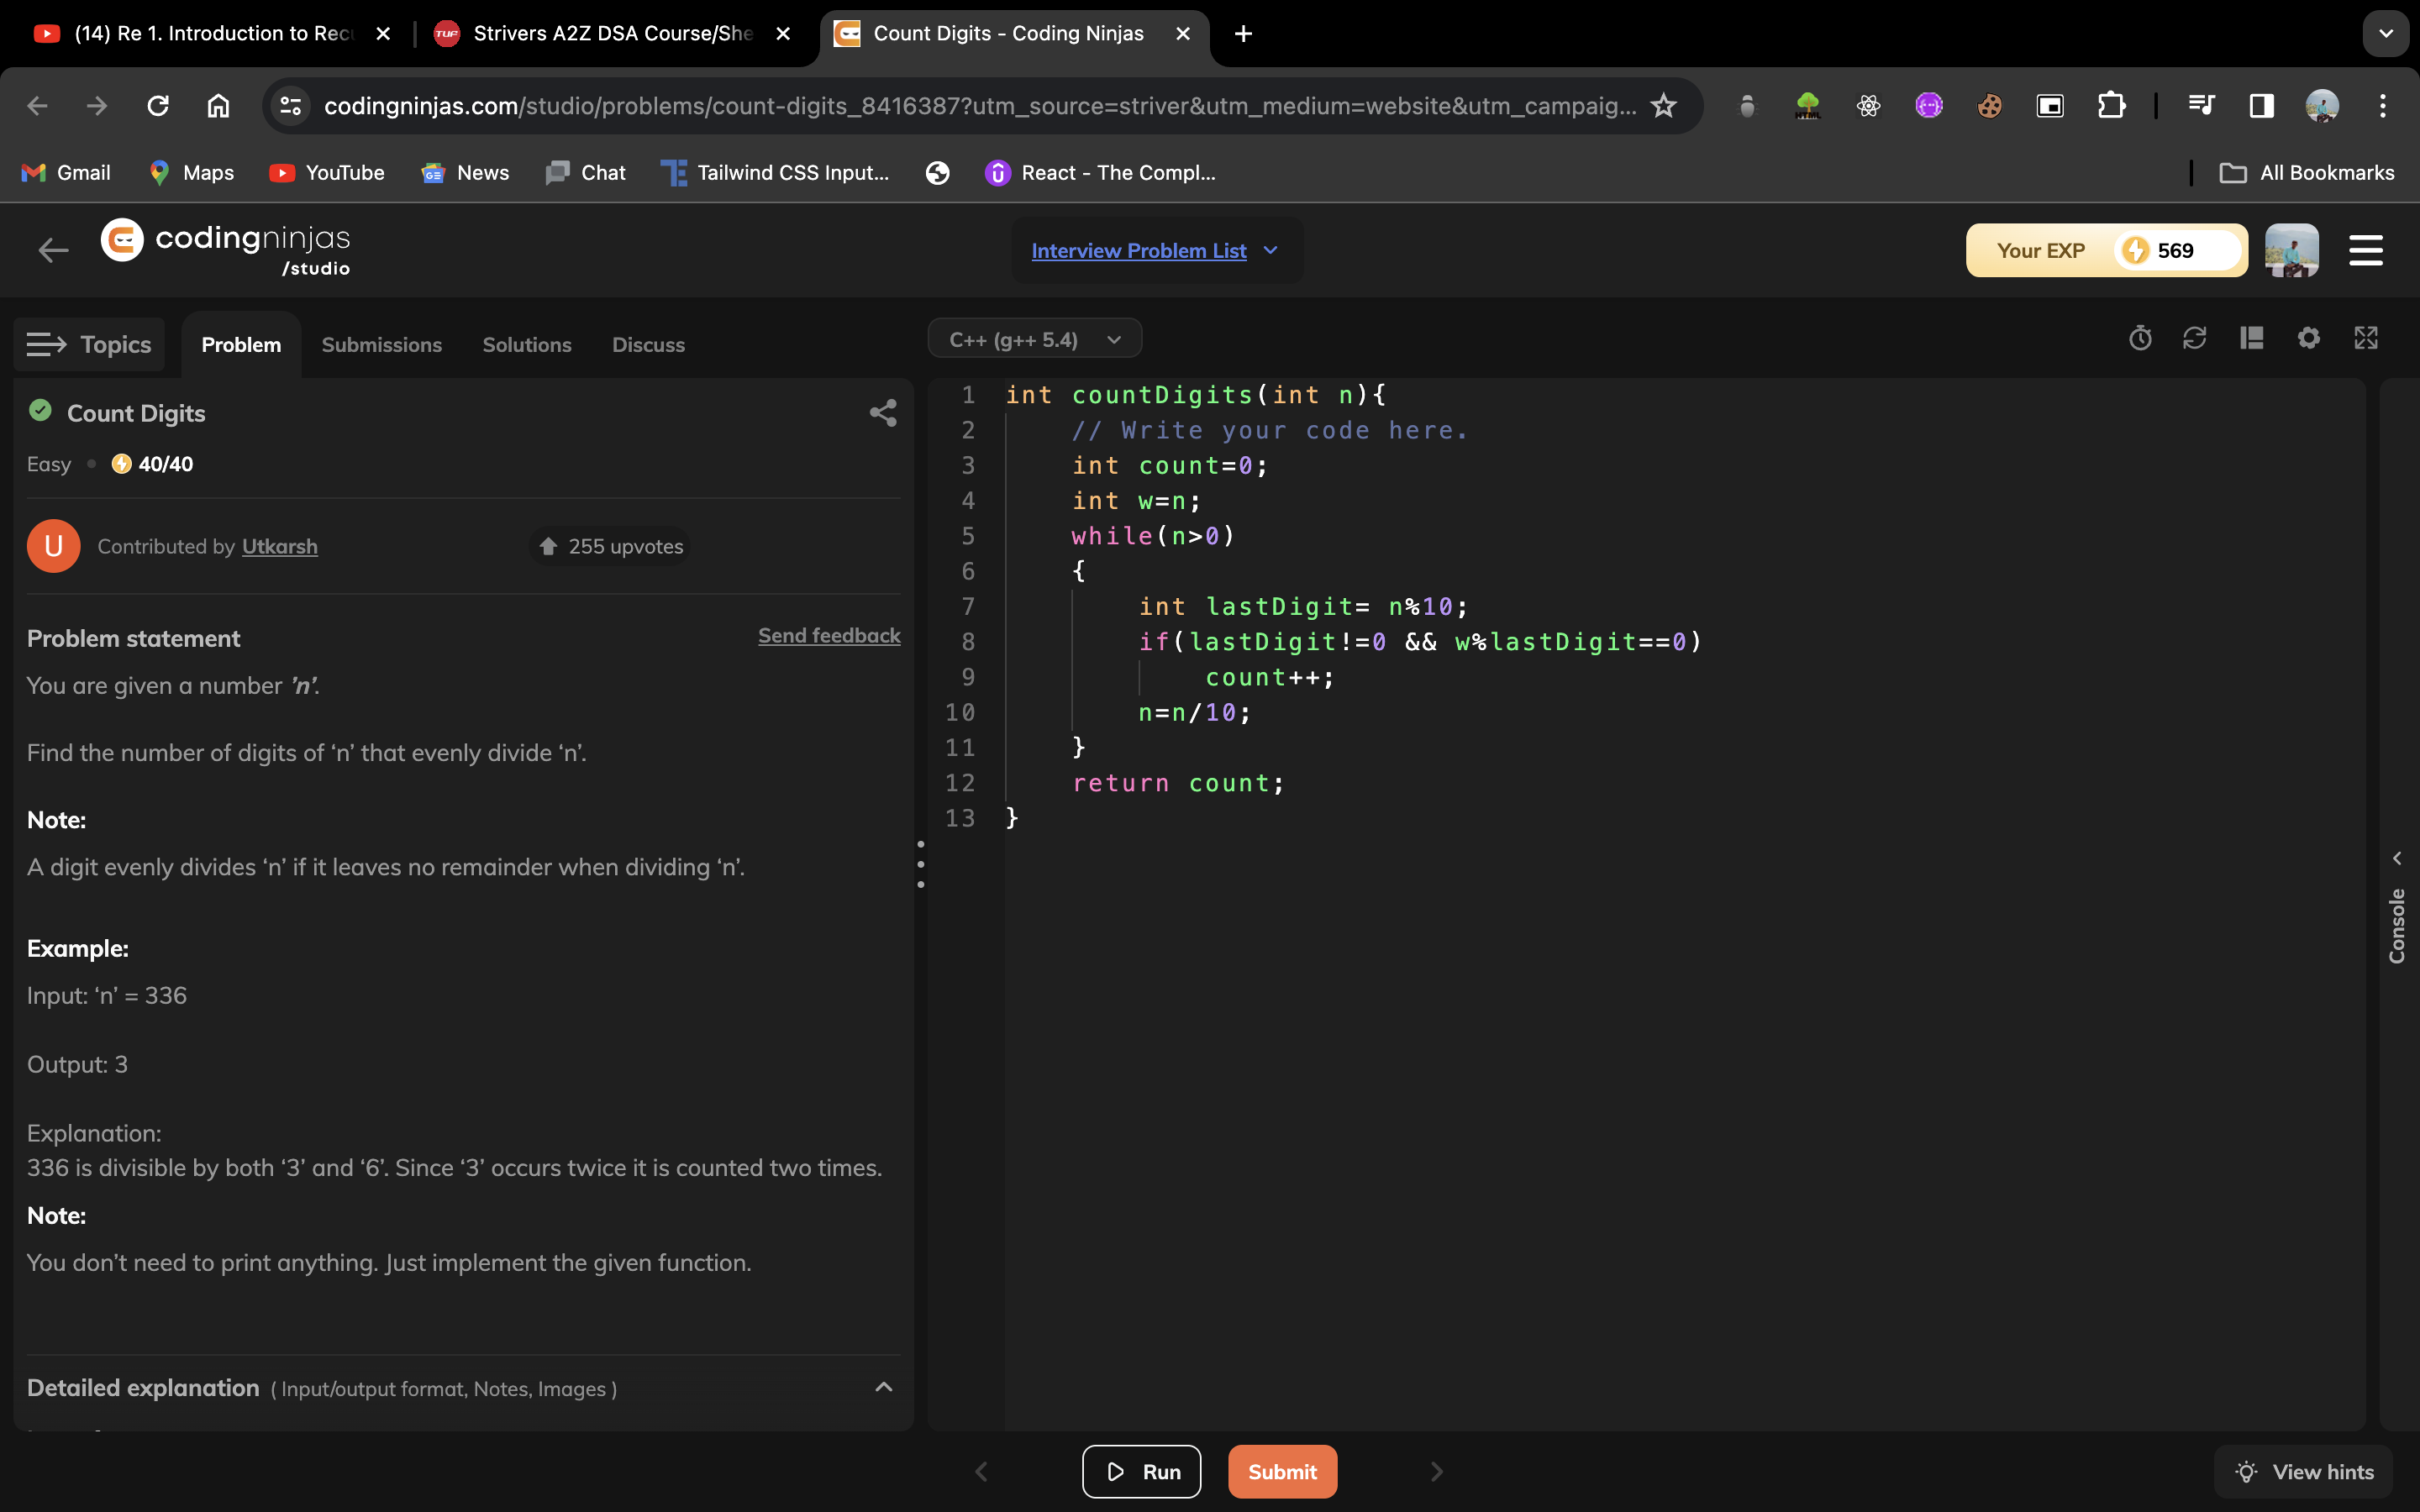 (14) Re 1. Introduction to Rec
TUF Strivers A2Z DSA Course/She
Count Digits - Coding Ninjas
codingninjas.com/studio/problems/count-digits_8416387?utm_source=striver&utm_medium=website&utm_campaig...
Gmail Maps YouTube News Chat Tailwind CSS Input... React - The Compl... All Bookmarks
codingninjas
/studio
Interview Problem List
Your EXP 569
Topics Problem Submissions Solutions Discuss
Count Digits
Easy 40/40
U Contributed by Utkarsh 255 upvotes
Problem statement Send feedback
You are given a number 'n'.
Find the number of digits of ‘n’ that evenly divide ‘n’.
Note:
A digit evenly divides ‘n’ if it leaves no remainder when dividing ‘n’.
Example:
Input: ‘n’ = 336
Output: 3
Explanation:
336 is divisible by both ‘3’ and ‘6’. Since ‘3’ occurs twice it is counted two times.
Note:
You don’t need to print anything. Just implement the given function.
Detailed explanation ( Input/output format, Notes, Images )
C++ (g++ 5.4)
1 int countDigits(int n){
2 // Write your code here.
3 int count=0;
4 int w=n;
5 while(n>0)
6 {
7 int lastDigit= n%10;
8 if(lastDigit!=0 && w%lastDigit==0)
9 count++;
10 n=n/10;
11 }
12 return count;
13 }
Console
Run Submit View hints